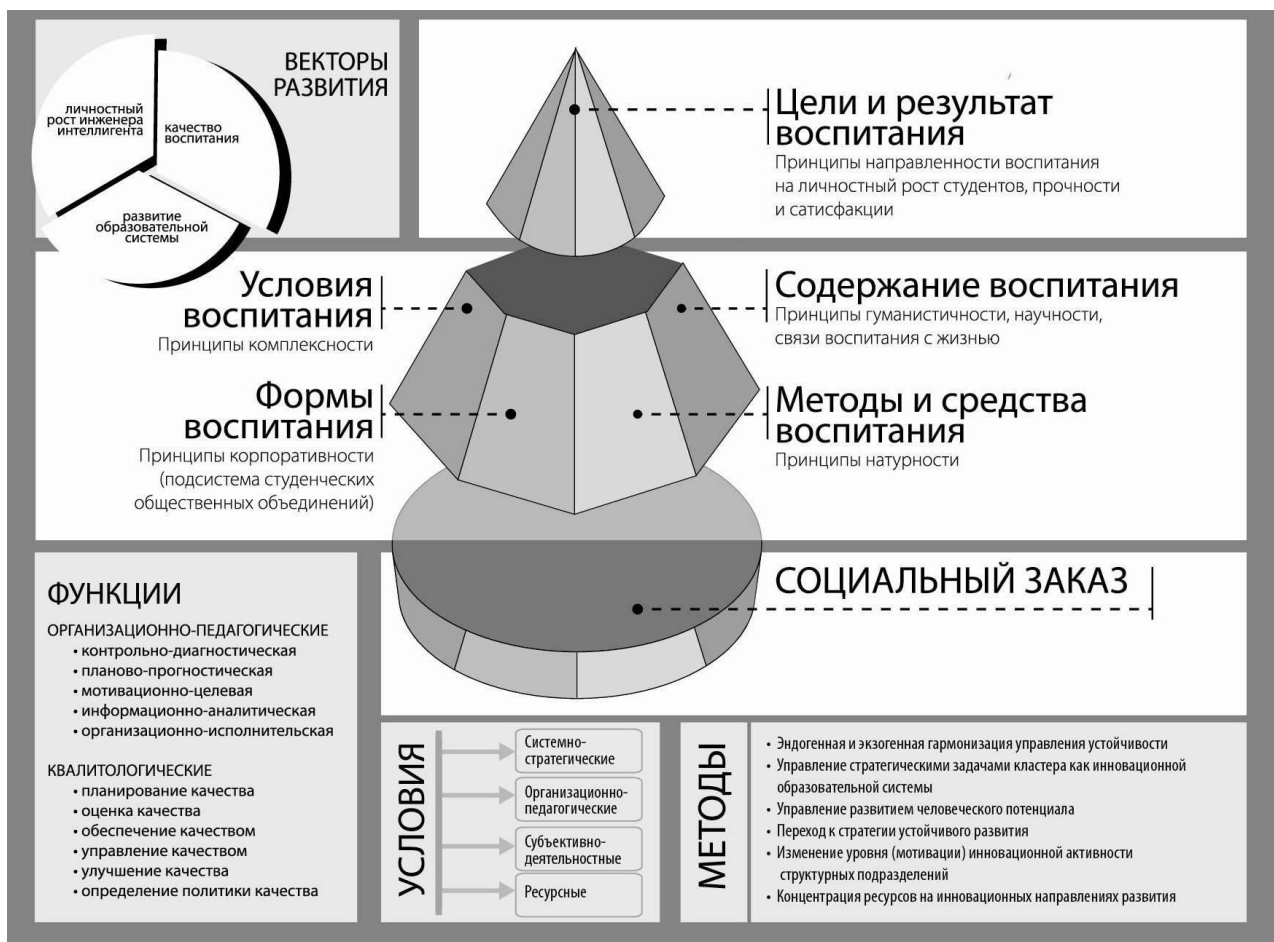 ВЕКТОРЫ
РАЗВИТИЯ
личностный
рост инженера
интеллигента
качество
воспитания
развитие
образовательной
системы
Цели и результат
воспитания
Принципы направленности воспитания
на личностный рост студентов, прочности
и сатисфакции
Условия
воспитания
Принципы комплексности
Содержание воспитания
Принципы гуманистичности, научности,
связи воспитания с жизнью
Формы
воспитания
Принципы корпоративности
(подсистема студенческих
общественных объединений)
Методы и средства
воспитания
Принципы натурности
СОЦИАЛЬНЫЙ ЗАКАЗ
ФУНКЦИИ
ОРГАНИЗАЦИОННО-ПЕДАГОГИЧЕСКИЕ
• контрольно-диагностическая
• планово-прогностическая
• мотивационно-целевая
• информационно-аналитическая
• организационно-исполнительская
КВАЛИТОЛОГИЧЕСКИЕ
• планирование качества
• оценка качества
• обеспечение качеством
• управление качеством
• улучшение качества
• определение политики качества
УСЛОВИЯ
Системно-
стратегические
Организационно-
педагогические
Субъективно-
деятельностные
Ресурсные
МЕТОДЫ
• Эндогенная и экзогенная гармонизация управления устойчивости
• Управление стратегическими задачами кластера как инновационной
образовательной системы
• Управление развитием человеческого потенциала
• Переход к стратегии устойчивого развития
• Изменение уровня (мотивации) инновационной активности
структурных подразделений
• Концентрация ресурсов на инновационных направлениях развития